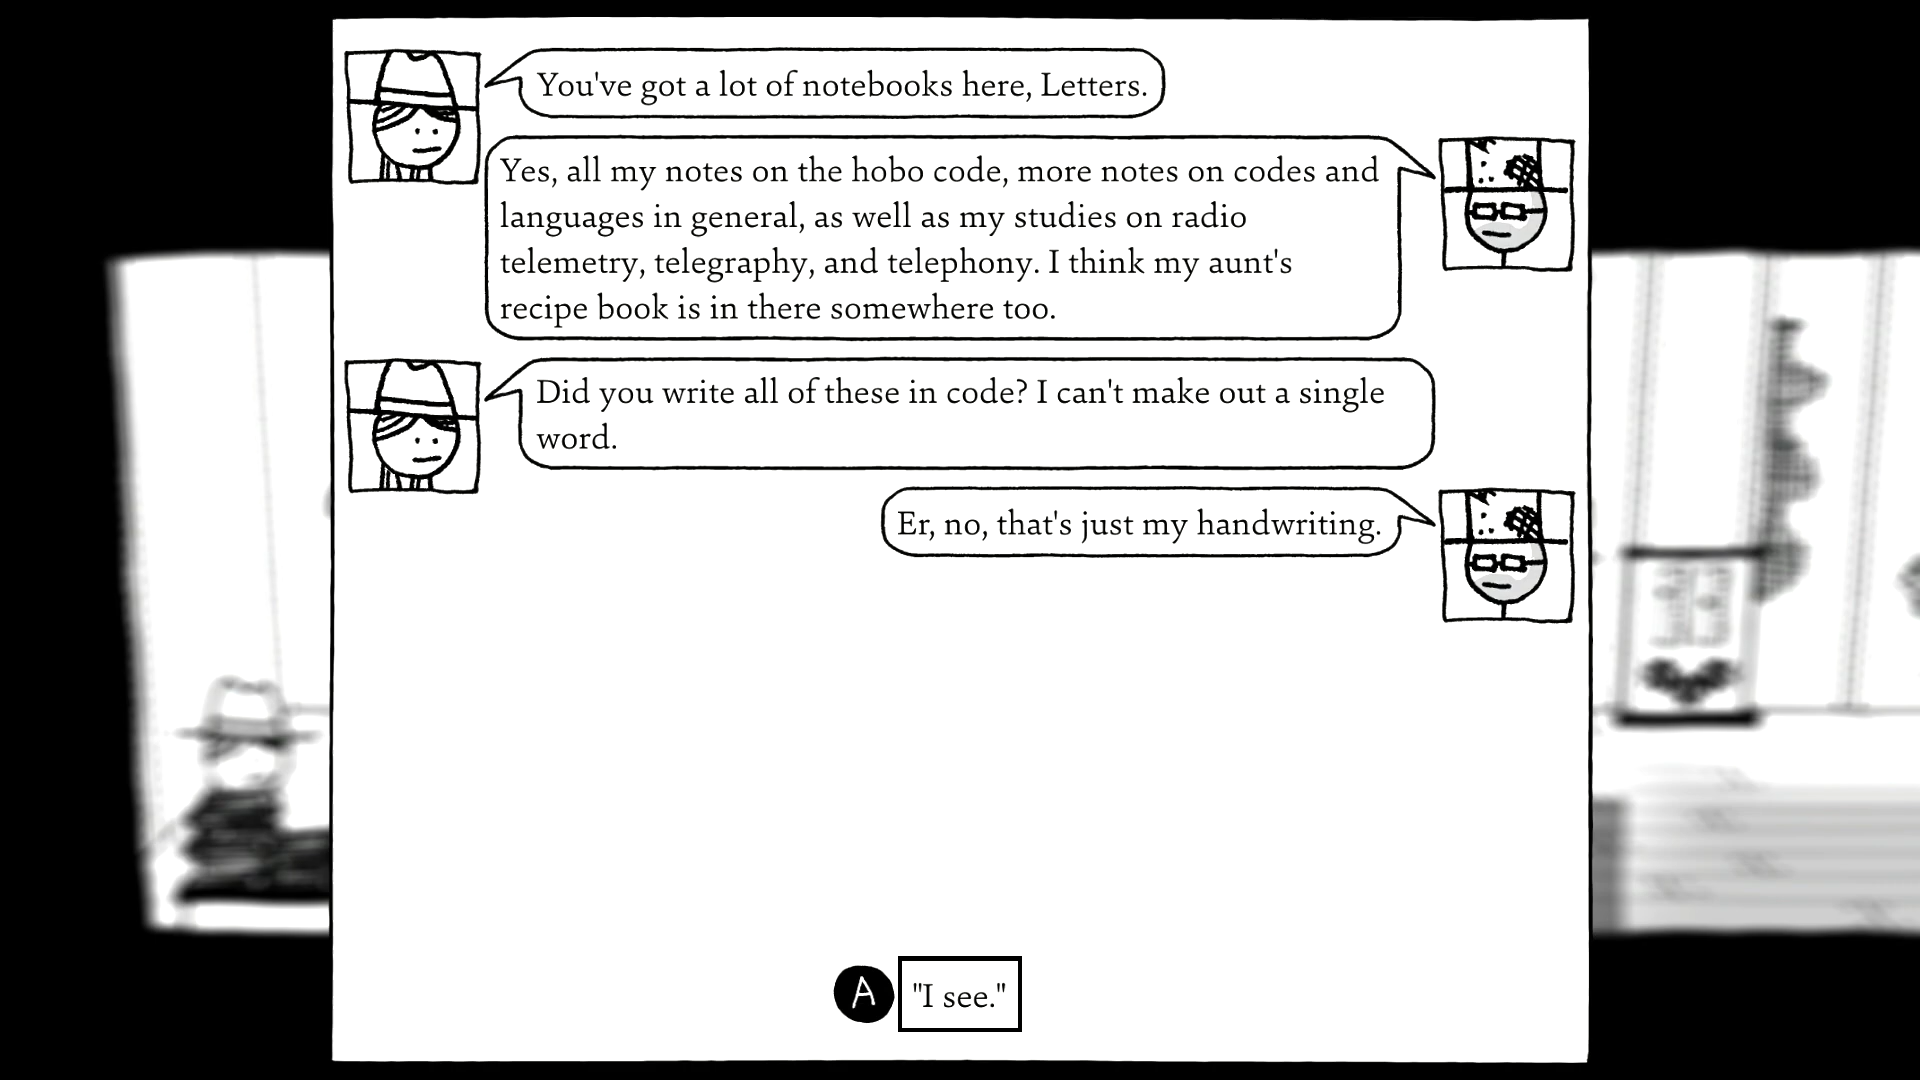 You've got a lot of notebooks here, Letters.
Yes, all my notes on the hobo code, more notes on codes and
languages in general, as well as my studies on radio
telemetry, telegraphy, and telephony. I think my aunt's
recipe book is in there somewhere too.
Did you write all of these in code? I can't make out a single
word.
Er, no, that's just my handwriting.
A "I see."